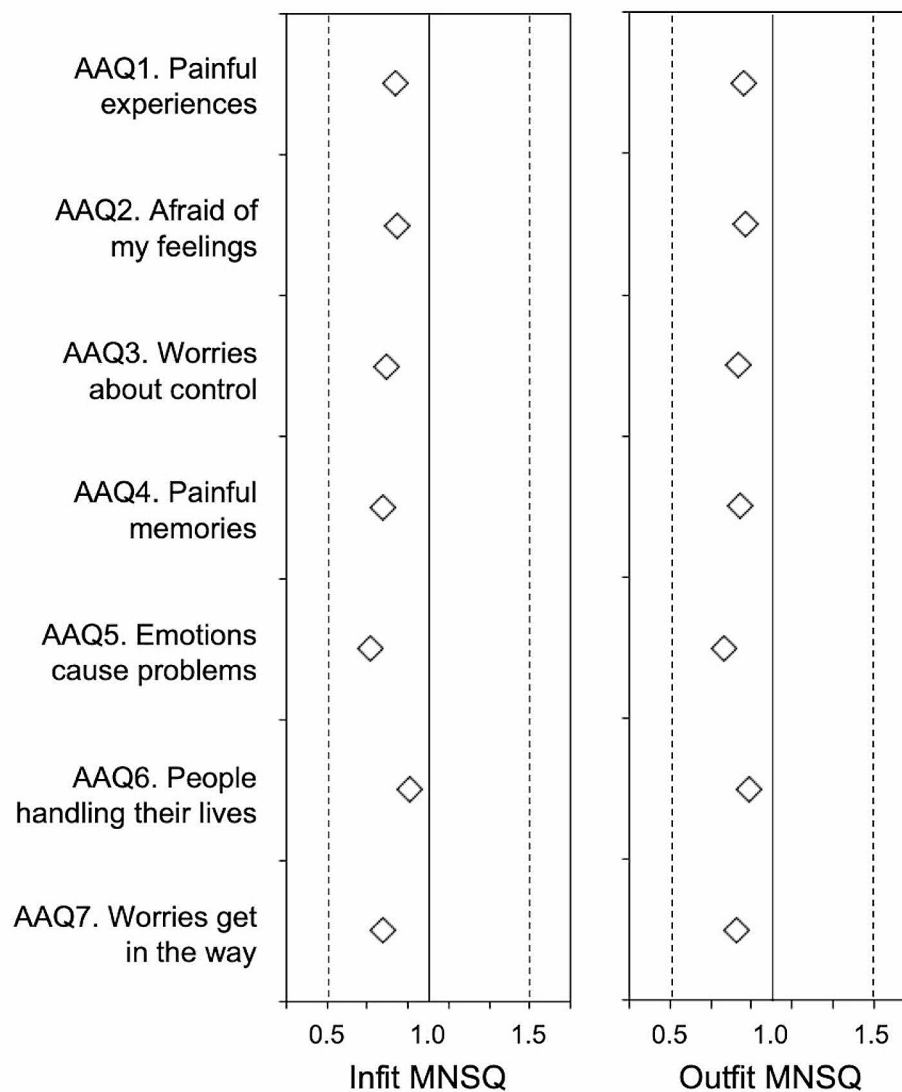 AAQ1. Painful
experiences
AAQ2. Afraid of
my feelings
AAQ3. Worries
about control
AAQ4. Painful
memories
AAQ5. Emotions
cause problems
AAQ6. People
handling their lives
AAQ7. Worries get
in the way
0.5 1.0 1.5
Infit MNSQ
0.5 1.0 1.5
Outfit MNSQ